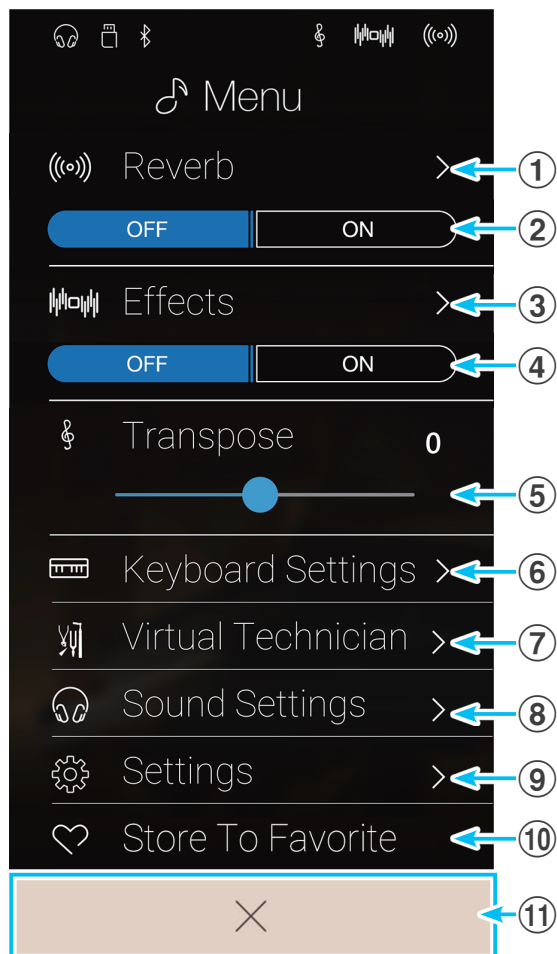 Menu
Reverb
1
OFF ON
2
Effects
3
OFF ON
4
Transpose 0
5
Keyboard Settings
6
Virtual Technician
7
Sound Settings
8
Settings
9
Store To Favorite
10
11